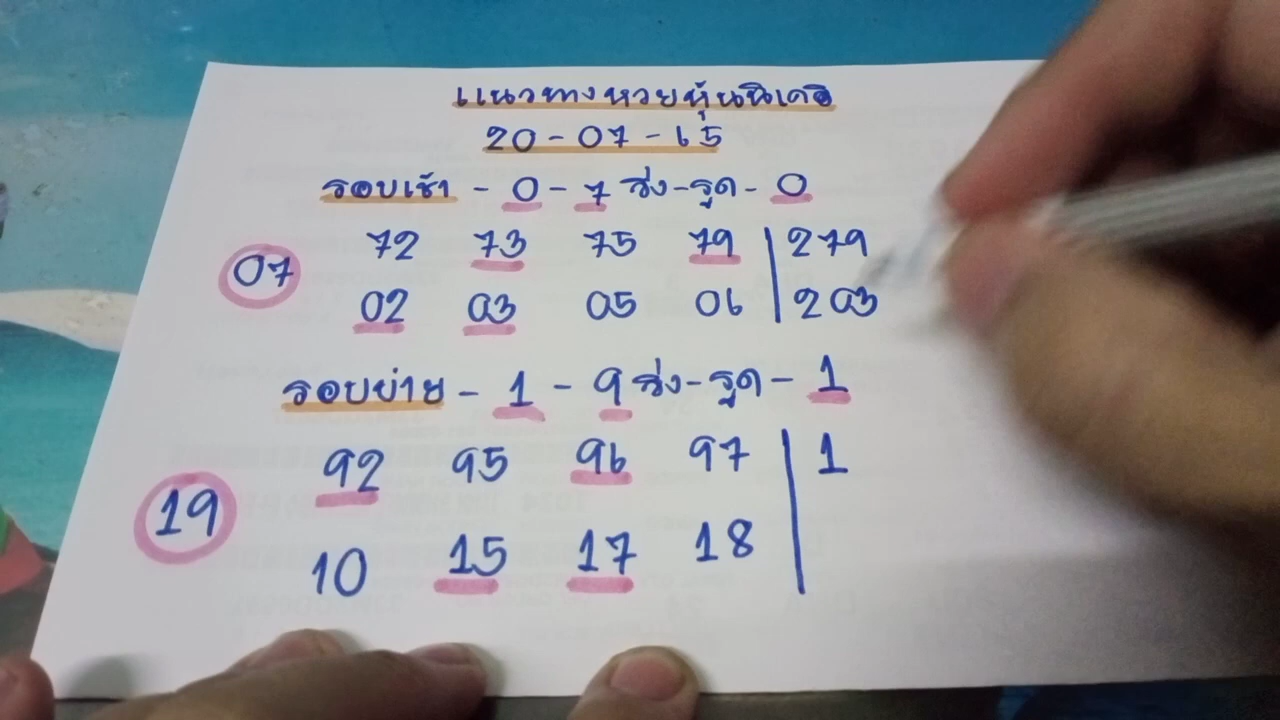 แนวทางหวยหุ้นนิเคอิ
20-07-65
รอบเช้า - 0 - 7 วิ่ง-รูด - 0
07
72 73 75 79 | 279
02 03 05 06 | 203
รอบบ่าย - 1 - 9 วิ่ง-รูด - 1
19
92 95 96 97 | 1
10 15 17 18